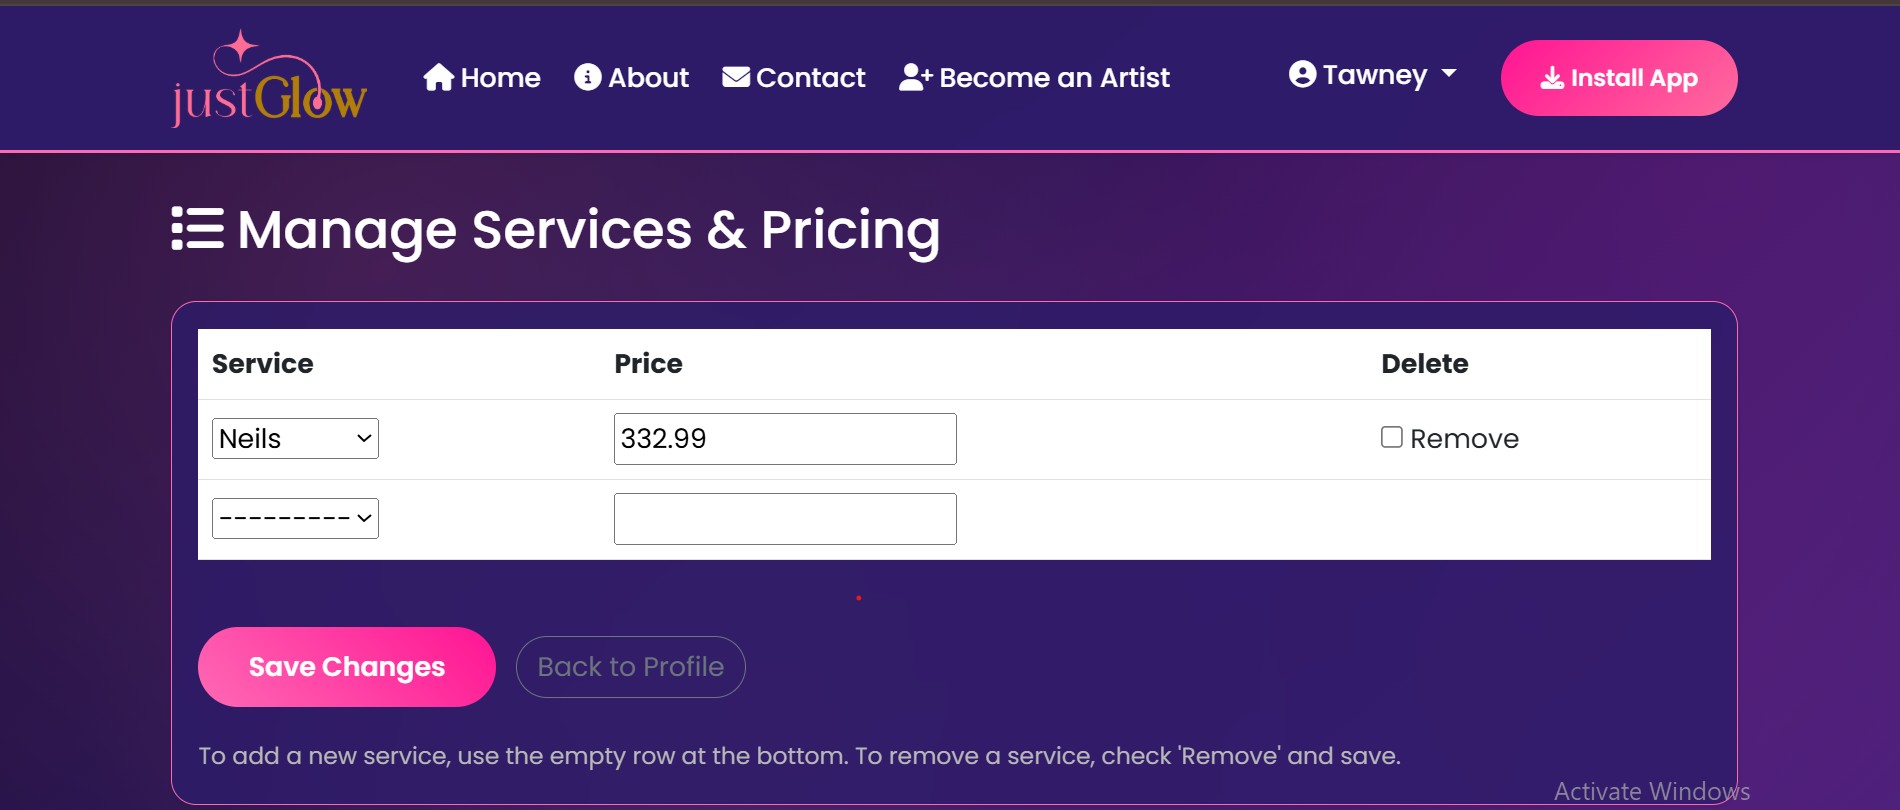 justGlow
Home About Contact Become an Artist Tawney Install App
Manage Services & Pricing
Service Price Delete
Neils 332.99 Remove
---------
Save Changes Back to Profile
To add a new service, use the empty row at the bottom. To remove a service, check 'Remove' and save.
Activate Windows